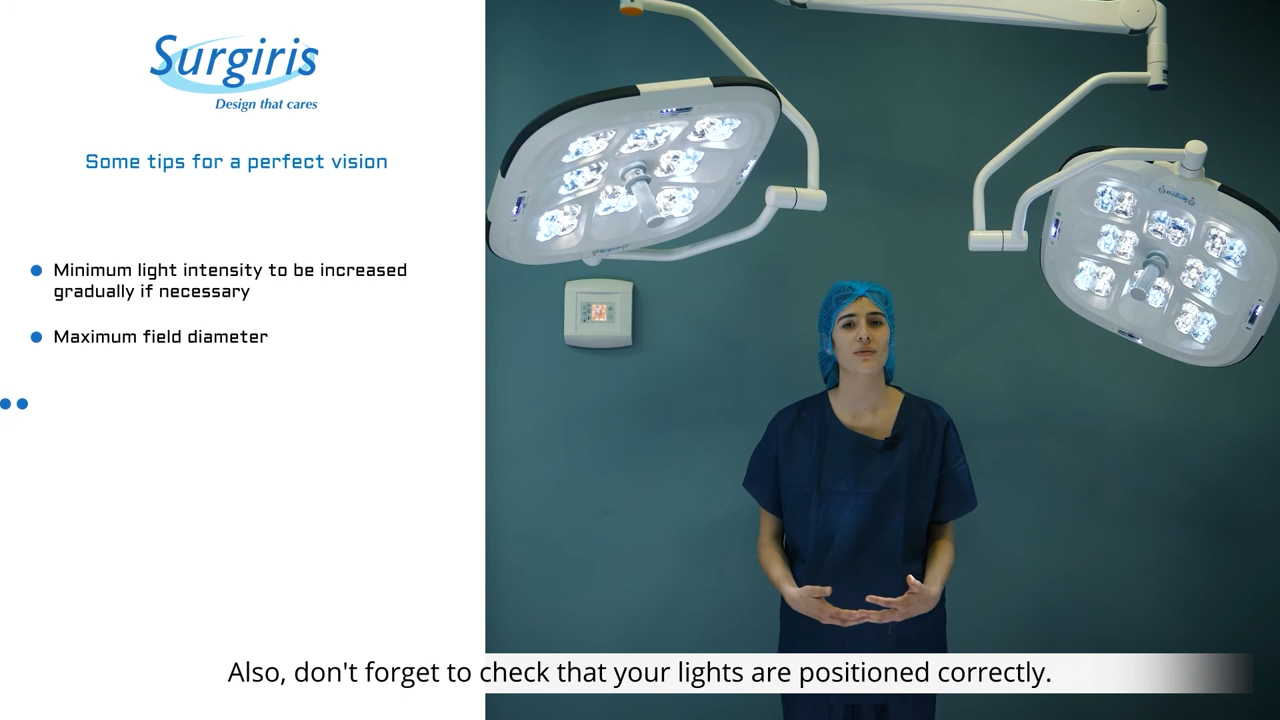 Surgiris
Design that cares
Some tips for a perfect vision
Minimum light intensity to be increased
gradually if necessary
Maximum field diameter
Also, don't forget to check that your lights are positioned correctly.